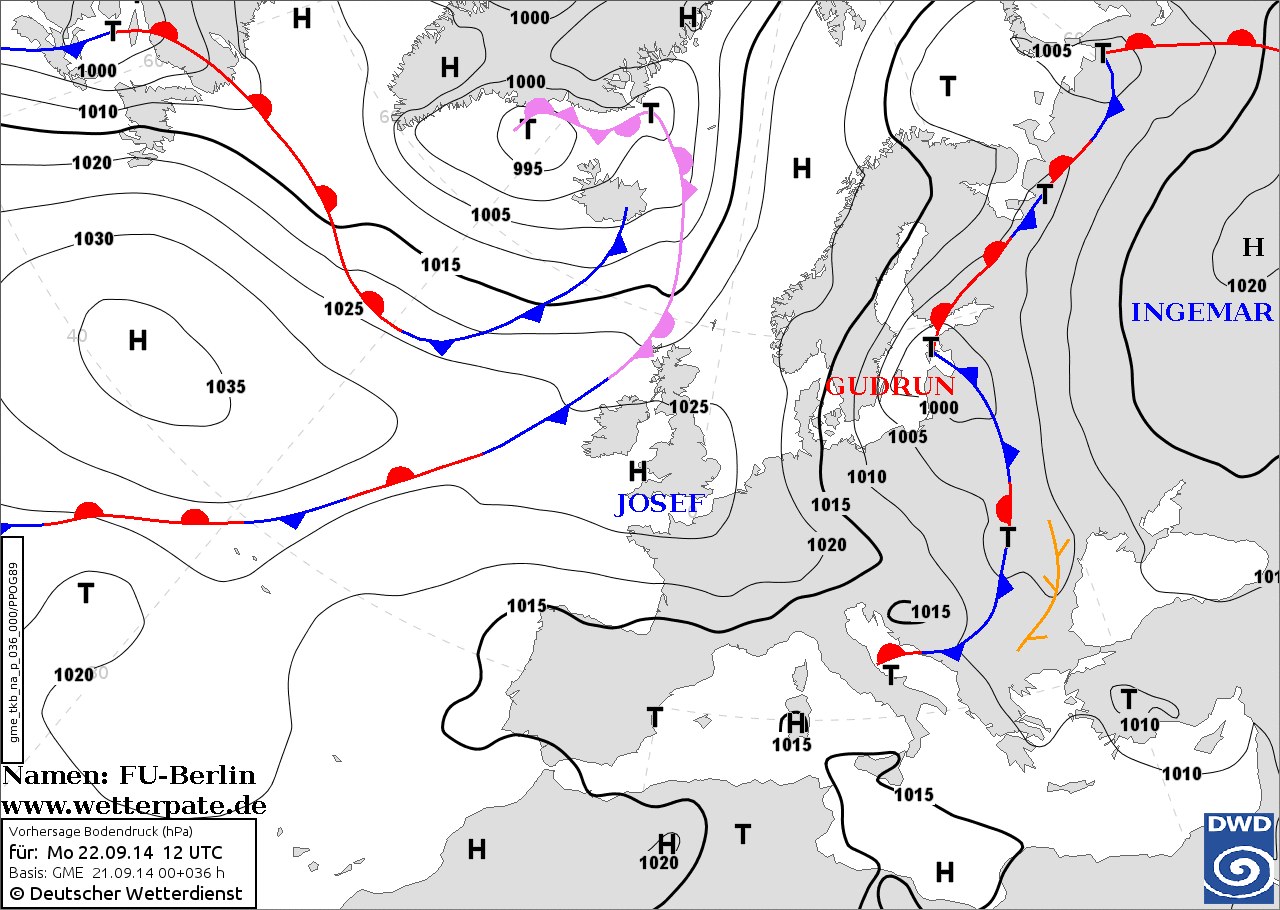 H
T
1000
H
1000
H
1005
T
60
1000
60
H
1000
T
T
1010
T
1020
995
H
T
1005
1030
H
1015
1020
INGEMAR
1025
40
H
T
GUDRUN
1035
1025
1000
1005
H
1010
JOSEF
1015
T
1020
gme_tkb_na_p_036_000/PPOG89
T
1015
1015
1020
T
T
H
T
1010
1015
1010
Namen: FU-Berlin
www.wetterpate.de
1015
Vorhersage Bodendruck (hPa)
für: Mo 22.09.14 12 UTC
Basis: GME 21.09.14 00+036 h
© Deutscher Wetterdienst
H
H
1020
T
H
DWD